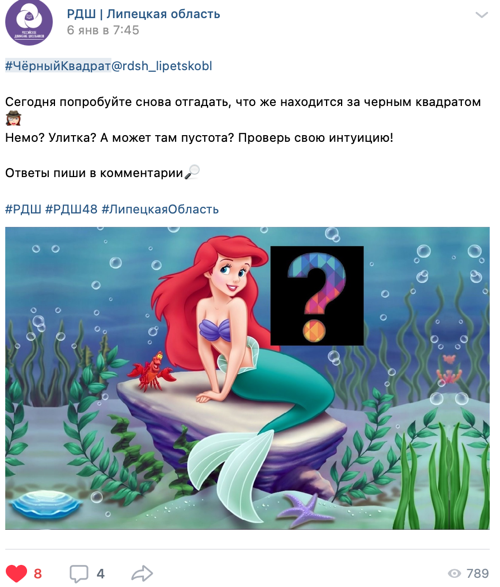 РДШ | Липецкая область
6 янв в 7:45
#ЧёрныйКвадрат@rdsh_lipetskobl
Сегодня попробуйте снова отгадать, что же находится за черным квадратом
Немо? Улитка? А может там пустота? Проверь свою интуицию!
Ответы пиши в комментарии
#РДШ #РДШ48 #ЛипецкаяОбласть
?
8
4
789